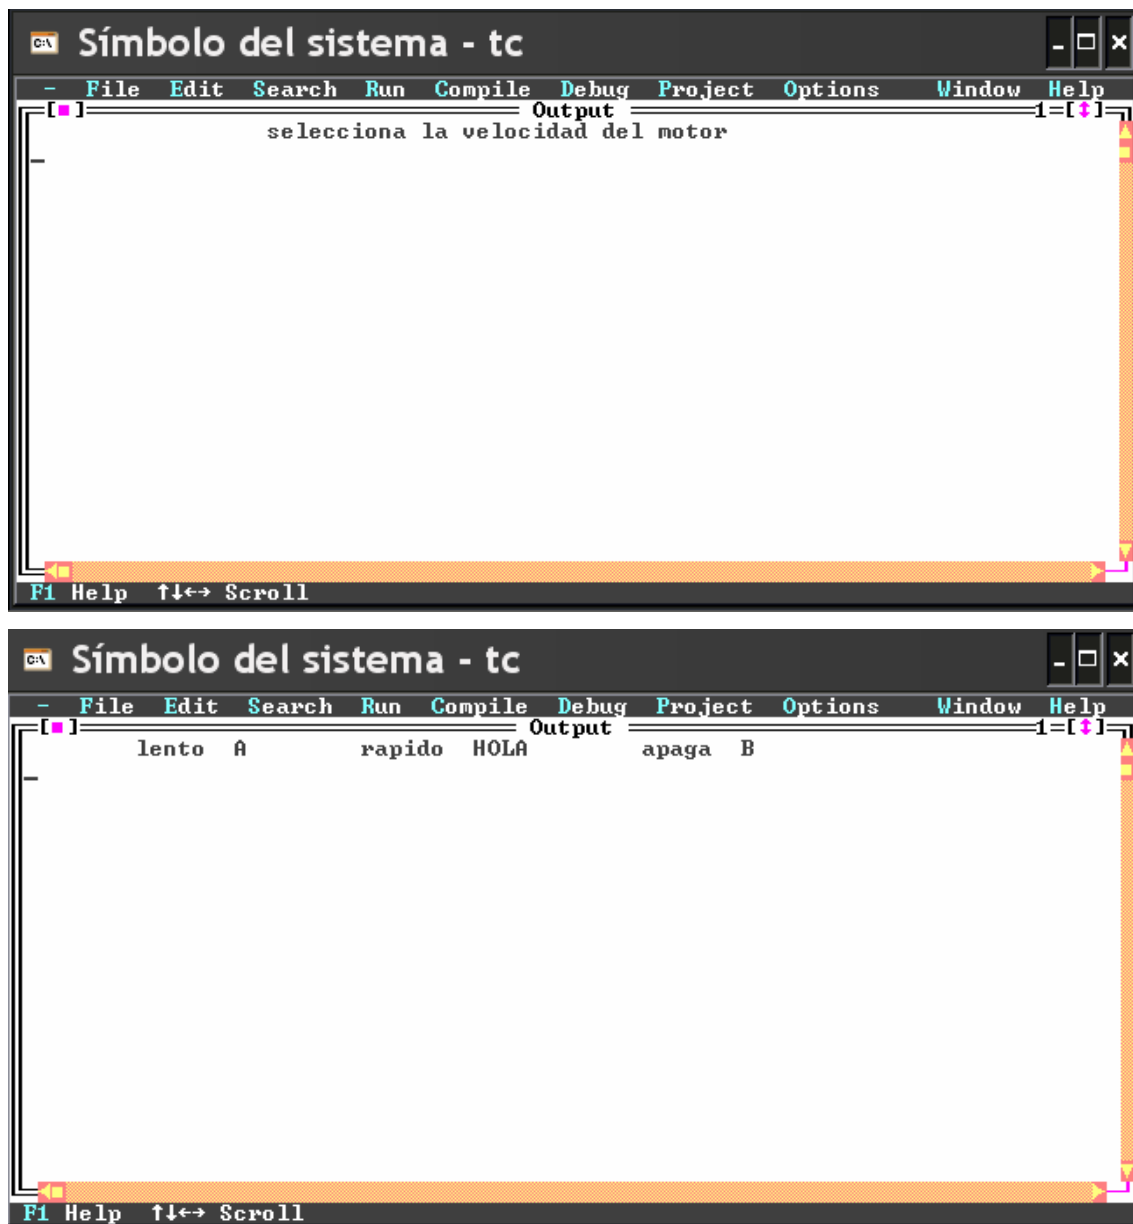 Símbolo del sistema - tc
- File Edit Search Run Compile Debug Project Options Window Help
[■] Output 1=[↕]
selecciona la velocidad del motor
F1 Help ↑↓←→ Scroll
Símbolo del sistema - tc
- File Edit Search Run Compile Debug Project Options Window Help
[■] Output 1=[↕]
lento A rapido HOLA apaga B
F1 Help ↑↓←→ Scroll